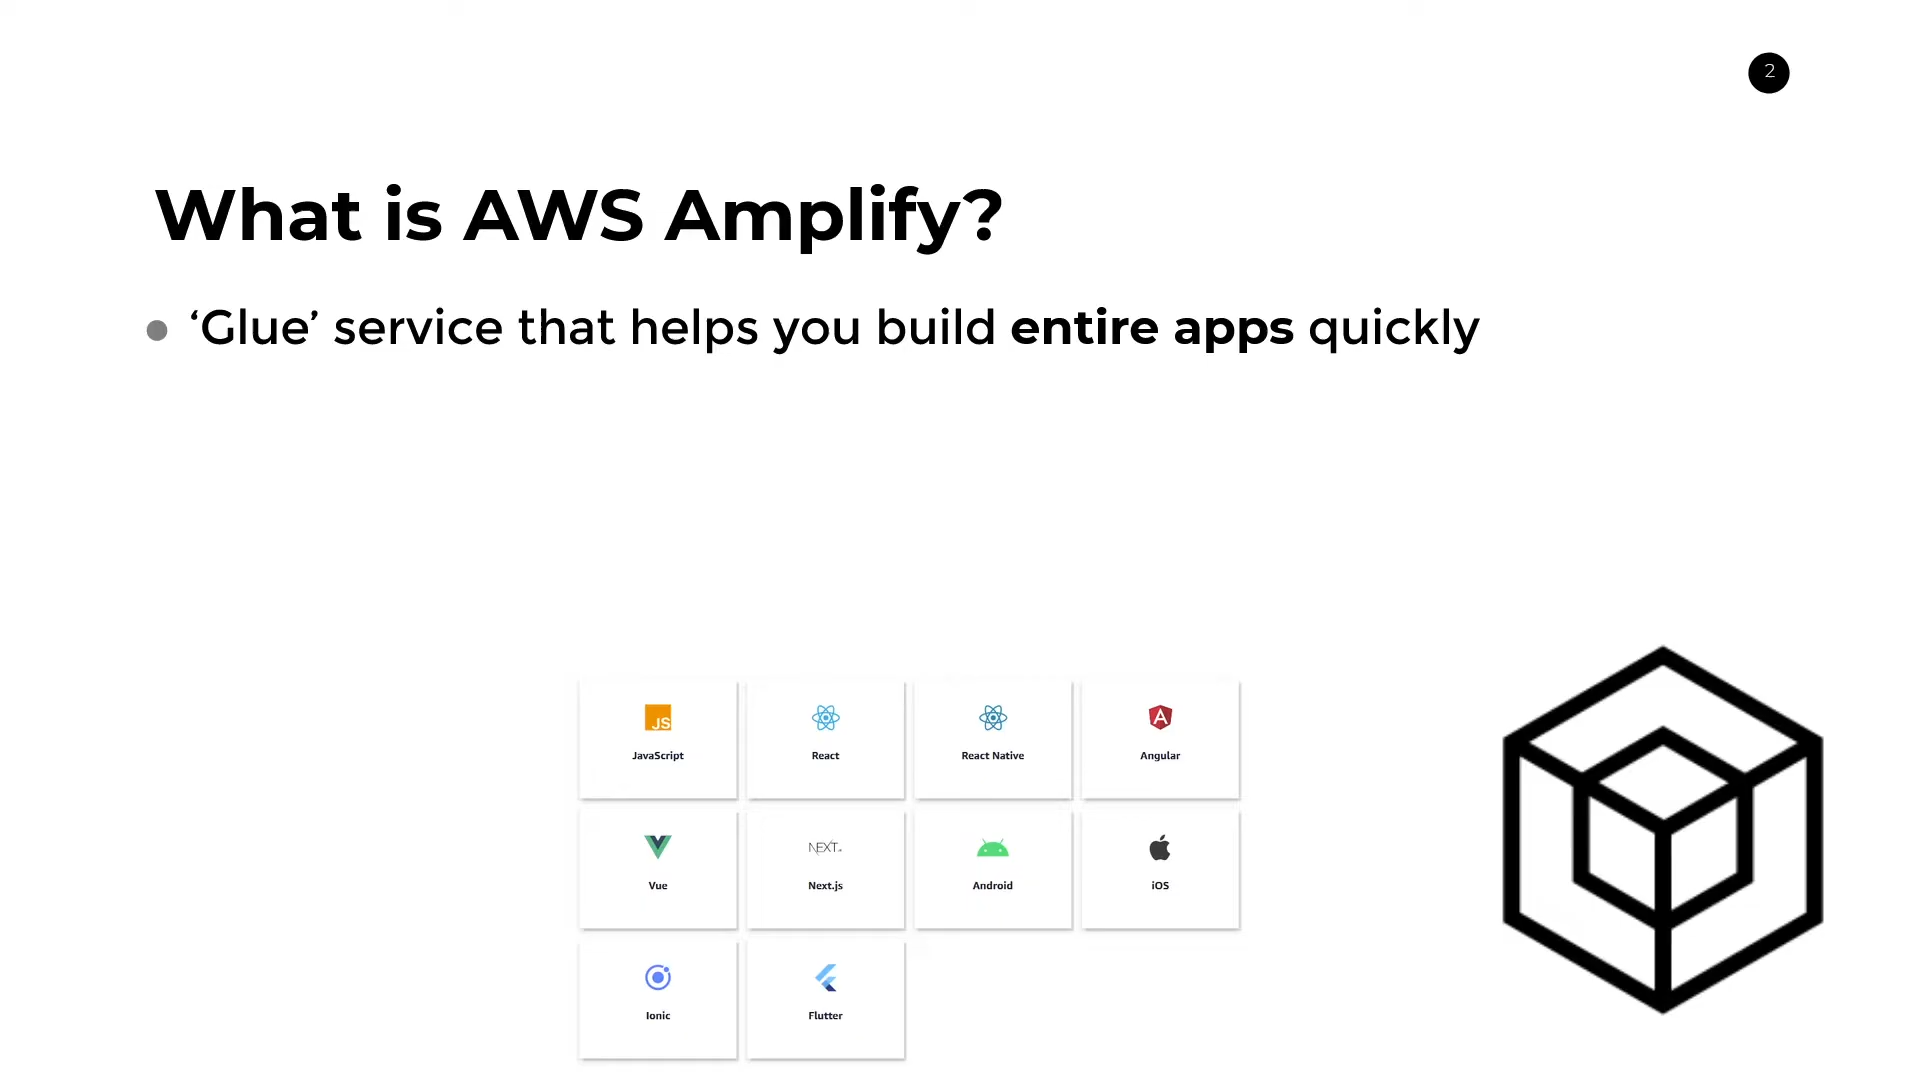 2
What is AWS Amplify?
‘Glue’ service that helps you build entire apps quickly
JS
A
JavaScript React React Native Angular
NEXT.JS
Vue Next.js Android iOS
Ionic Flutter